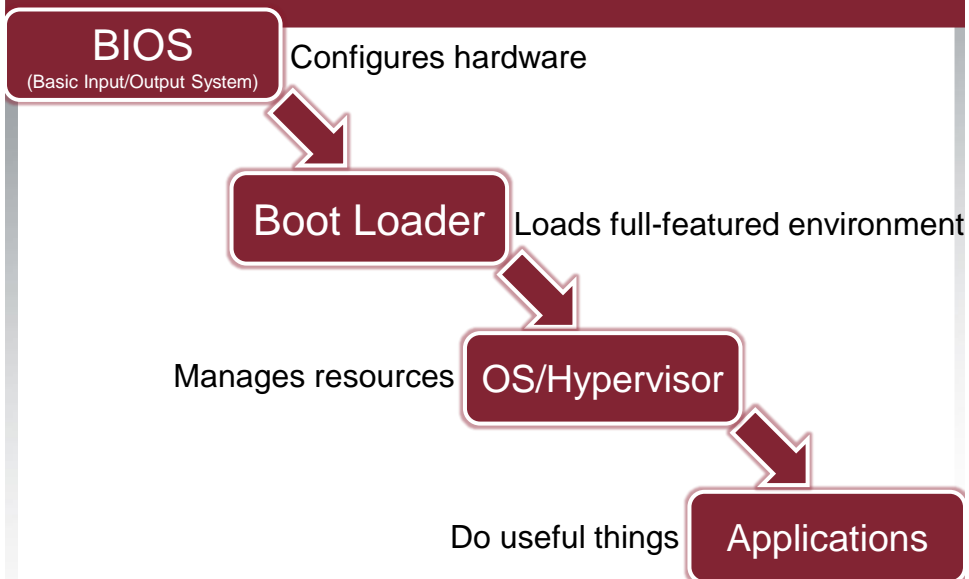 BIOS
(Basic Input/Output System)
Configures hardware
Boot Loader
Loads full-featured environment
Manages resources
OS/Hypervisor
Do useful things
Applications